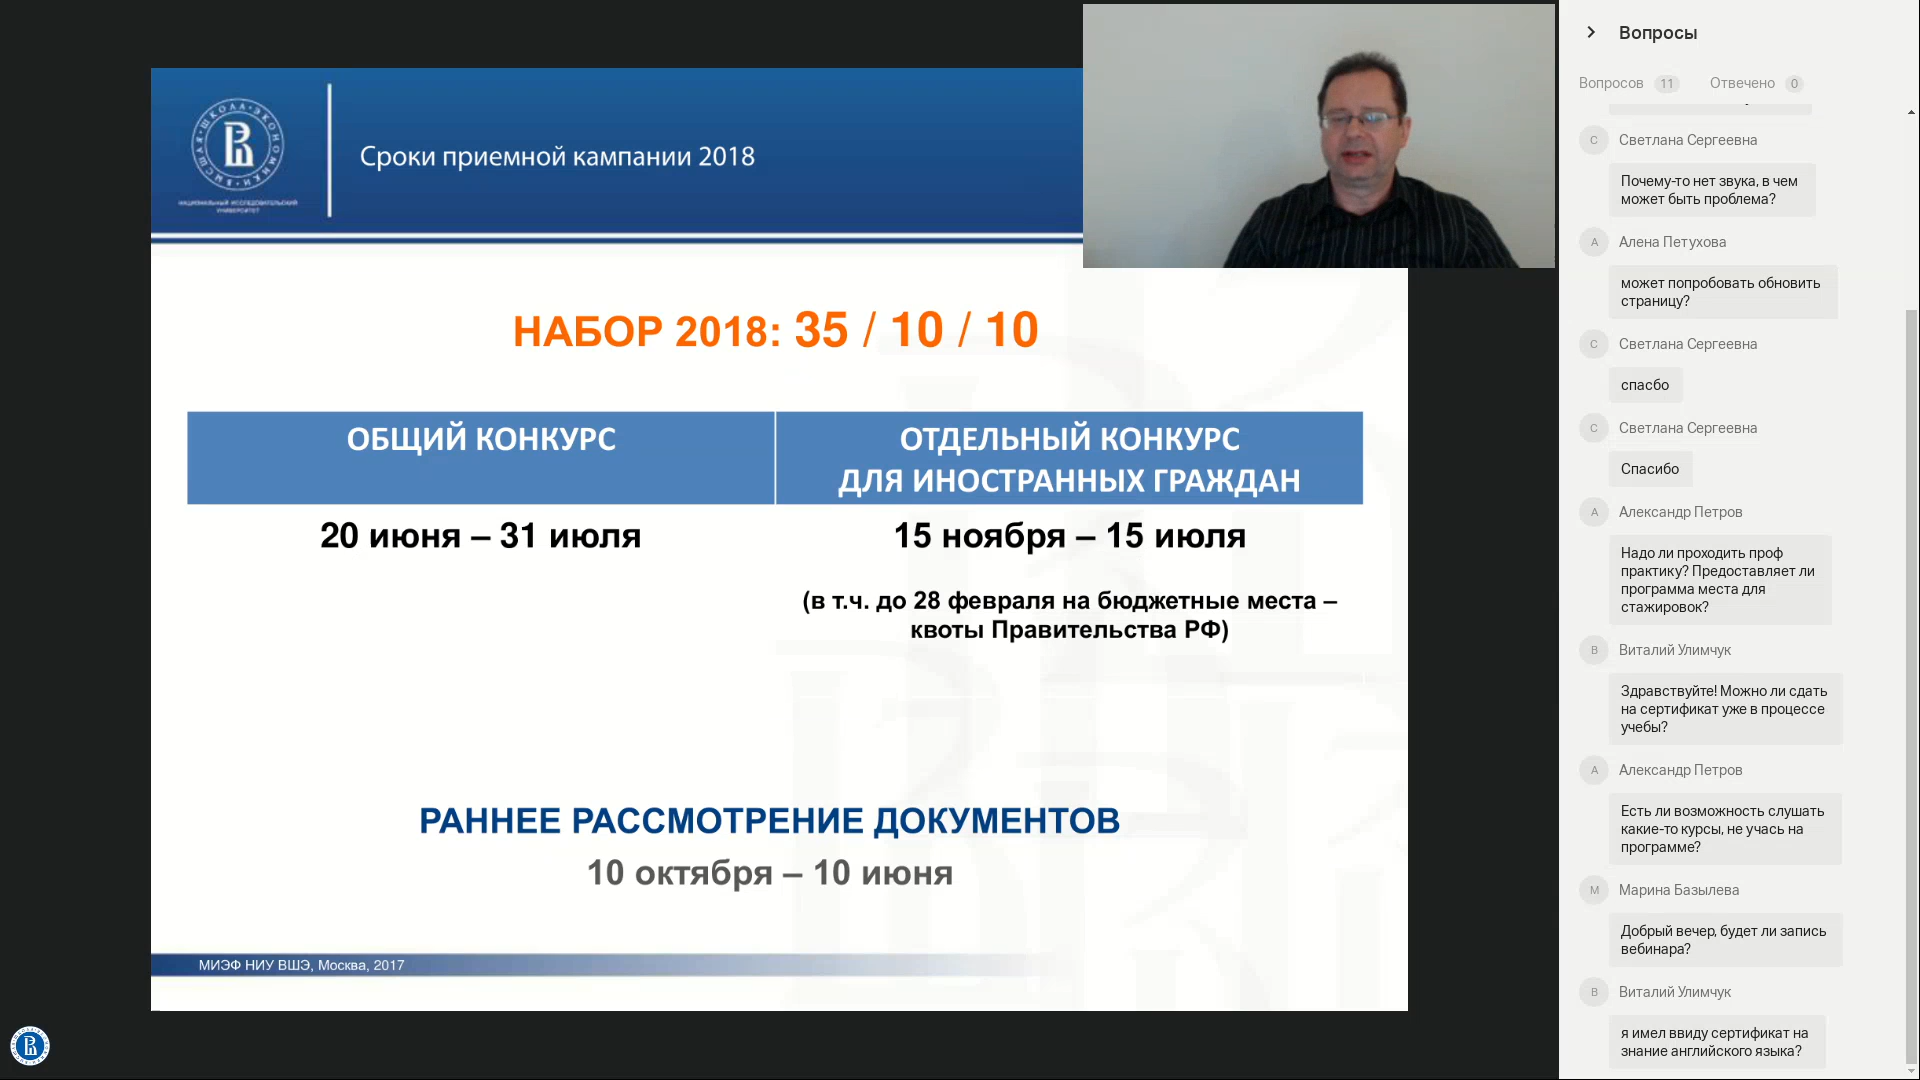 ВЫСШАЯ ШКОЛА ЭКОНОМИКИ
НАЦИОНАЛЬНЫЙ ИССЛЕДОВАТЕЛЬСКИЙ
УНИВЕРСИТЕТ
Сроки приемной кампании 2018
НАБОР 2018: 35 / 10 / 10
ОБЩИЙ КОНКУРС
20 июня – 31 июля
ОТДЕЛЬНЫЙ КОНКУРС
ДЛЯ ИНОСТРАННЫХ ГРАЖДАН
15 ноября – 15 июля
(в т.ч. до 28 февраля на бюджетные места –
квоты Правительства РФ)
РАННЕЕ РАССМОТРЕНИЕ ДОКУМЕНТОВ
10 октября – 10 июня
МИЭФ НИУ ВШЭ, Москва, 2017
Вопросы
Вопросов 11 Отвечено 0
С Светлана Сергеевна
Почему-то нет звука, в чем
может быть проблема?
А Алена Петухова
может попробовать обновить
страницу?
С Светлана Сергеевна
спасбо
С Светлана Сергеевна
Спасибо
А Александр Петров
Надо ли проходить проф
практику? Предоставляет ли
программа места для
стажировок?
В Виталий Улимчук
Здравствуйте! Можно ли сдать
на сертификат уже в процессе
учебы?
А Александр Петров
Есть ли возможность слушать
какие-то курсы, не учась на
программе?
М Марина Базылева
Добрый вечер, будет ли запись
вебинара?
В Виталий Улимчук
я имел ввиду сертификат на
знание английского языка?